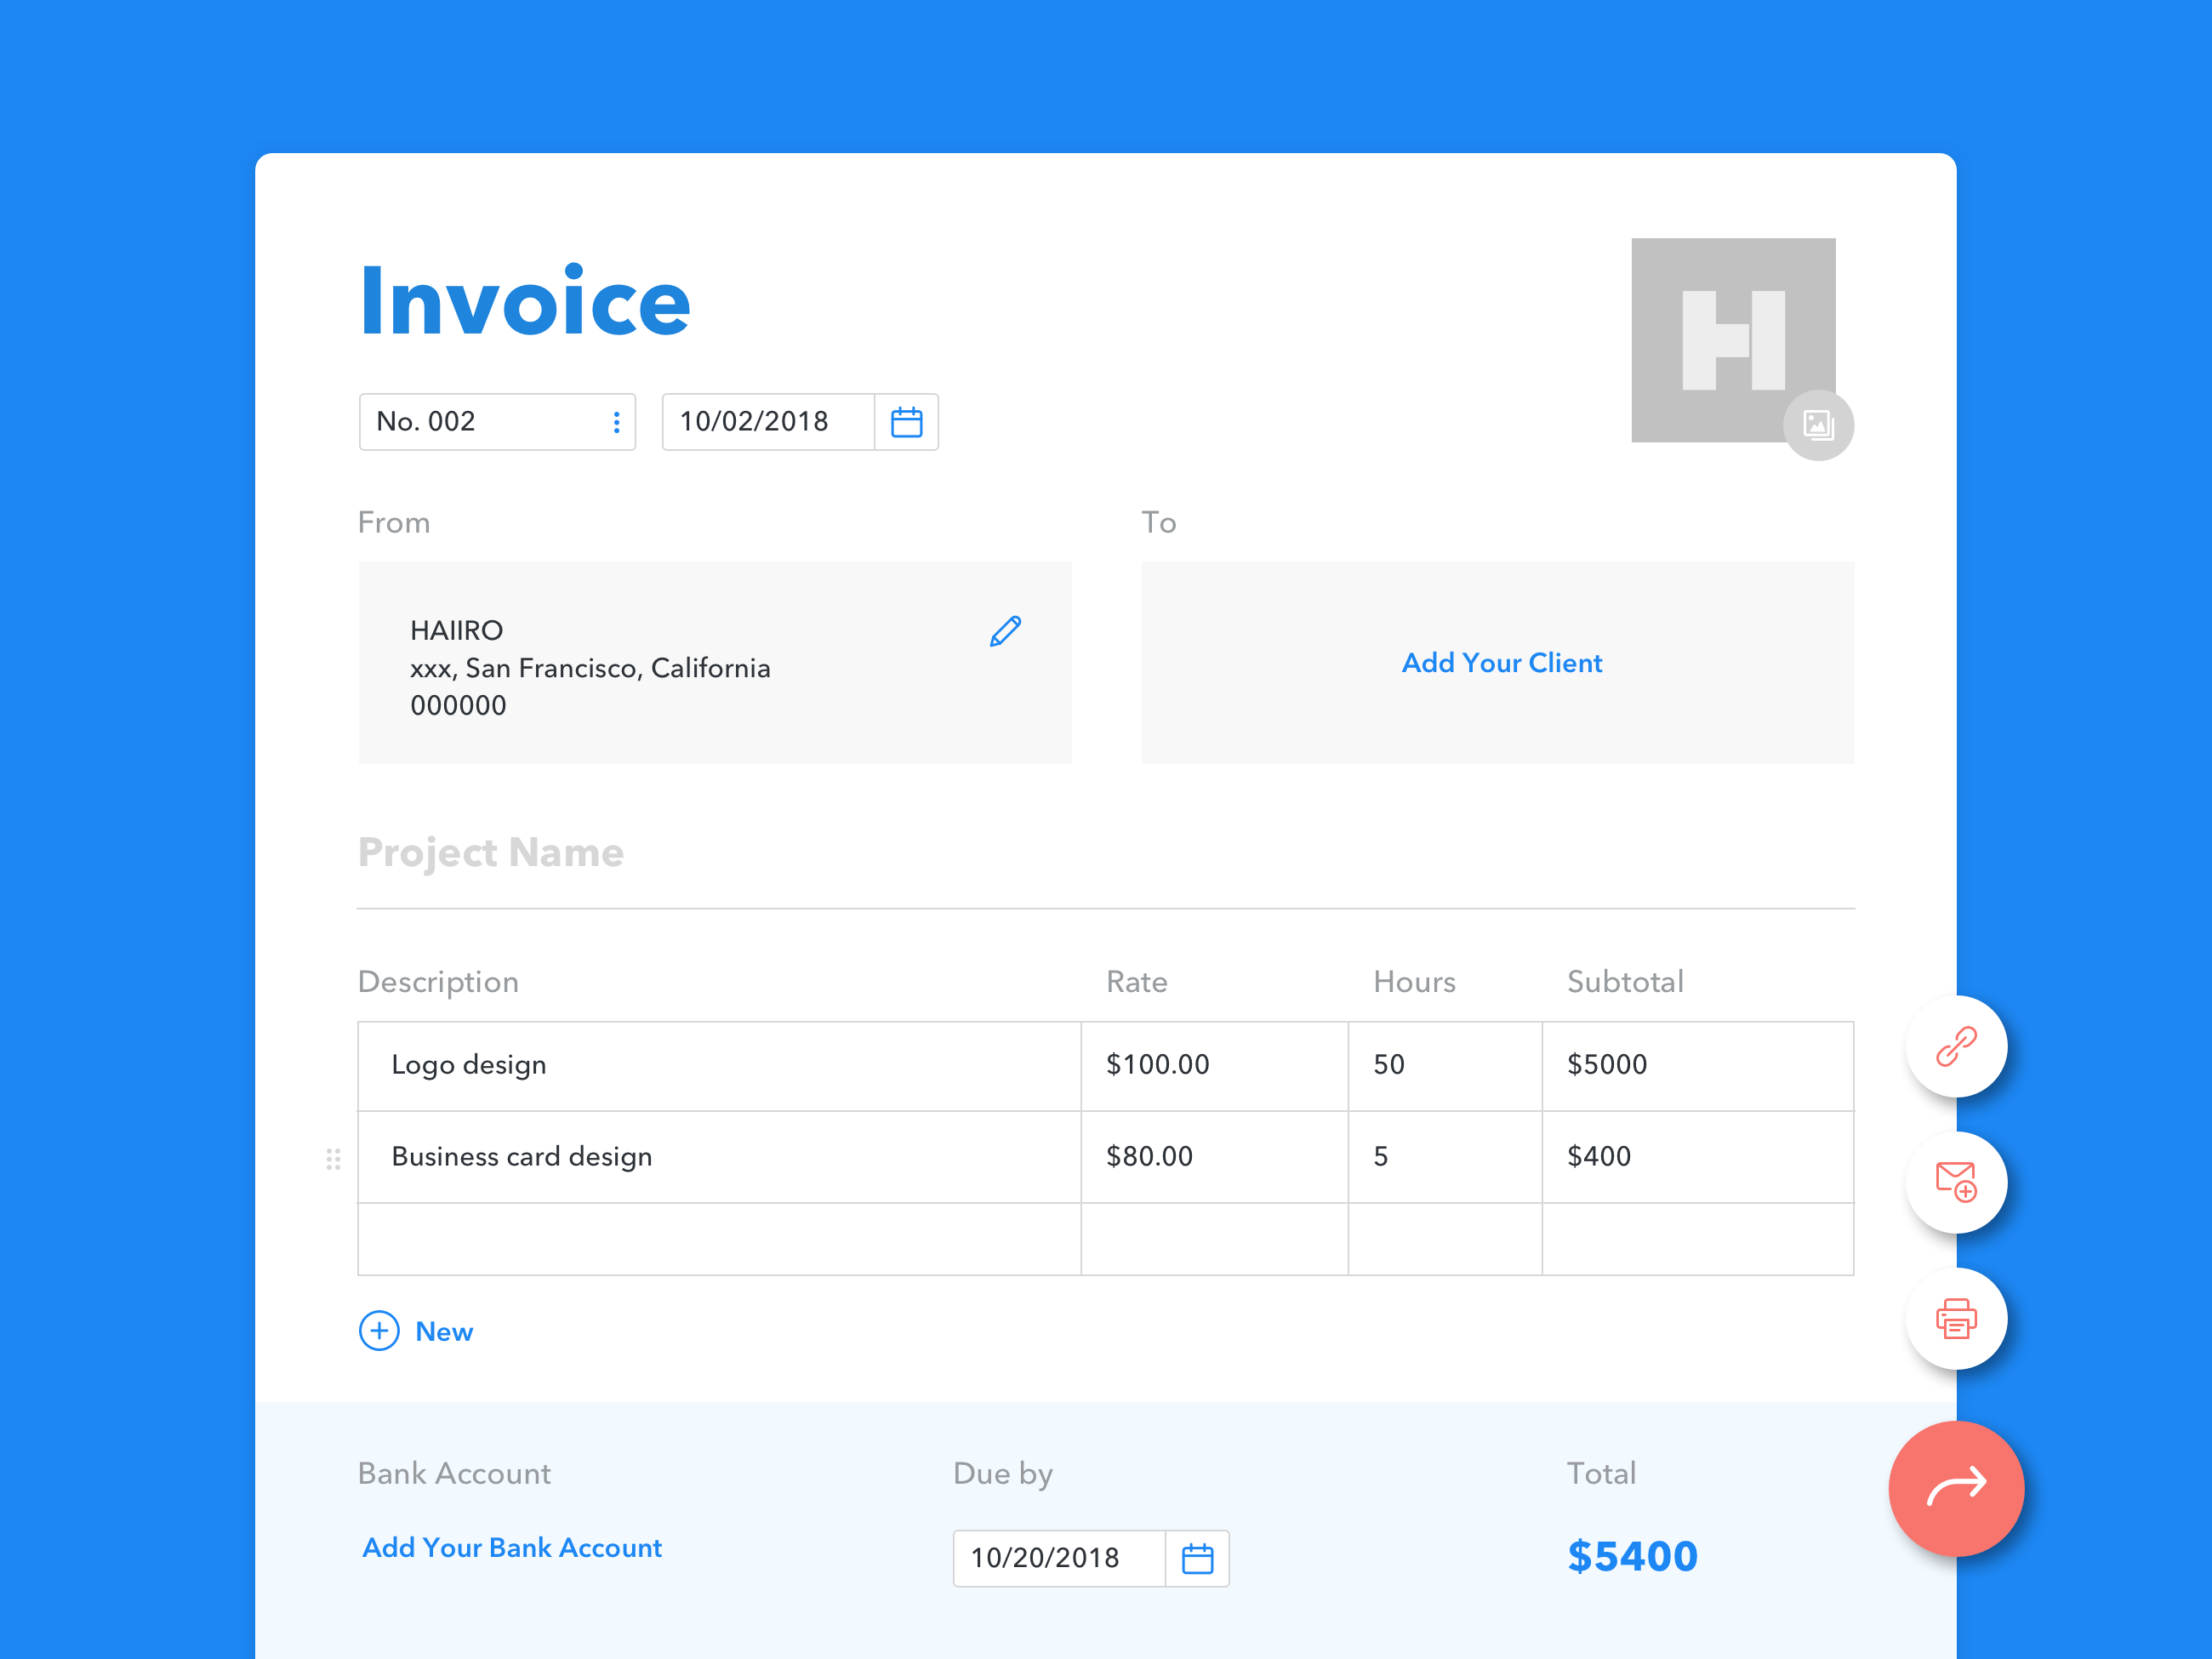 Invoice
H
No. 002
10/02/2018
From
To
HAIIRO
xxx, San Francisco, California
000000
Add Your Client
Project Name
Description Rate Hours Subtotal
Logo design $100.00 50 $5000
Business card design $80.00 5 $400
New
Bank Account
Due by
Total
Add Your Bank Account
10/20/2018
$5400